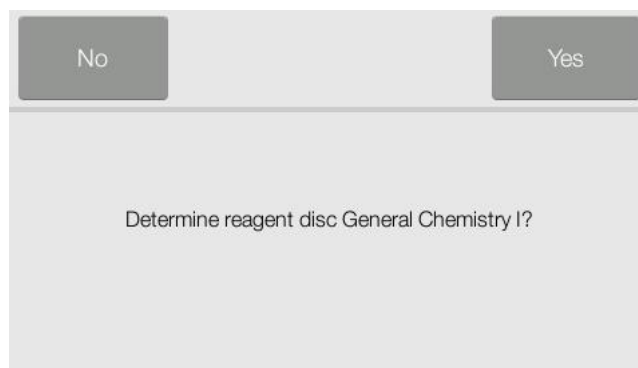 No
Yes
Determine reagent disc General Chemistry I?